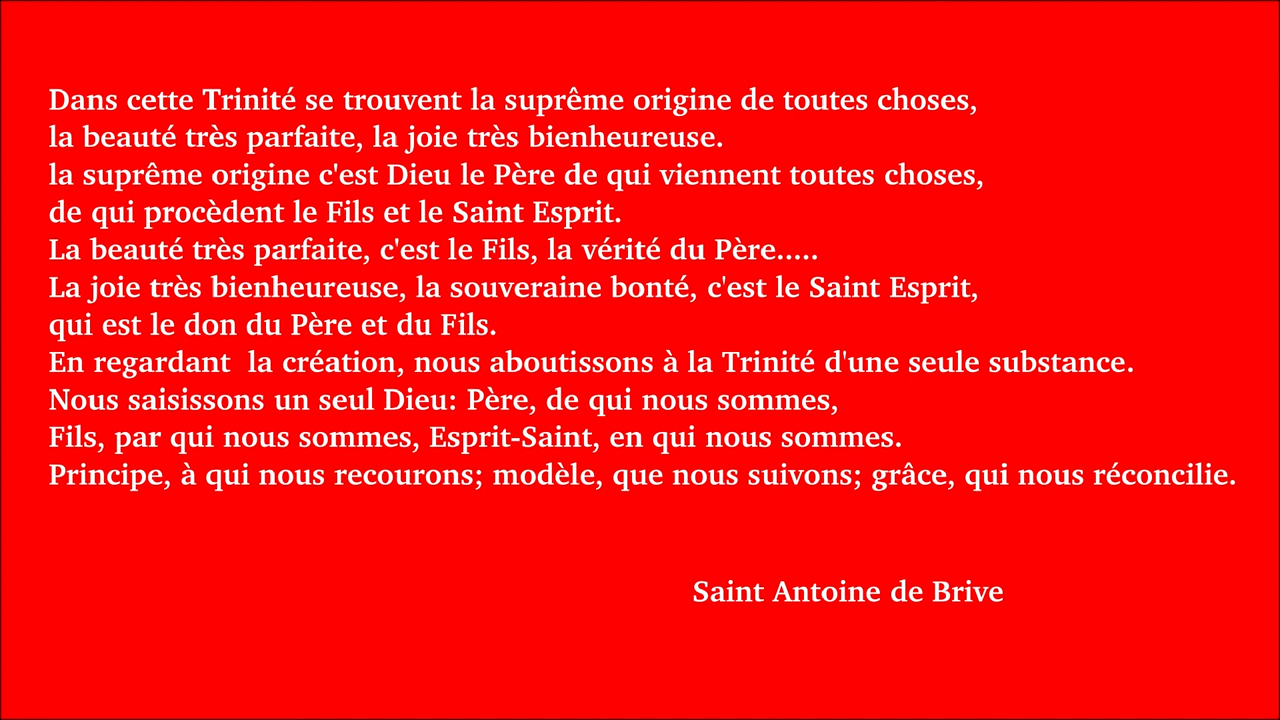 Dans cette Trinité se trouvent la suprême origine de toutes choses,
la beauté très parfaite, la joie très bienheureuse.
la suprême origine c'est Dieu le Père de qui viennent toutes choses,
de qui procèdent le Fils et le Saint Esprit.
La beauté très parfaite, c'est le Fils, la vérité du Père.....
La joie très bienheureuse, la souveraine bonté, c'est le Saint Esprit,
qui est le don du Père et du Fils.
En regardant  la création, nous aboutissons à la Trinité d'une seule substance.
Nous saisissons un seul Dieu: Père, de qui nous sommes,
Fils, par qui nous sommes, Esprit-Saint, en qui nous sommes.
Principe, à qui nous recourons; modèle, que nous suivons; grâce, qui nous réconcilie.
Saint Antoine de Brive